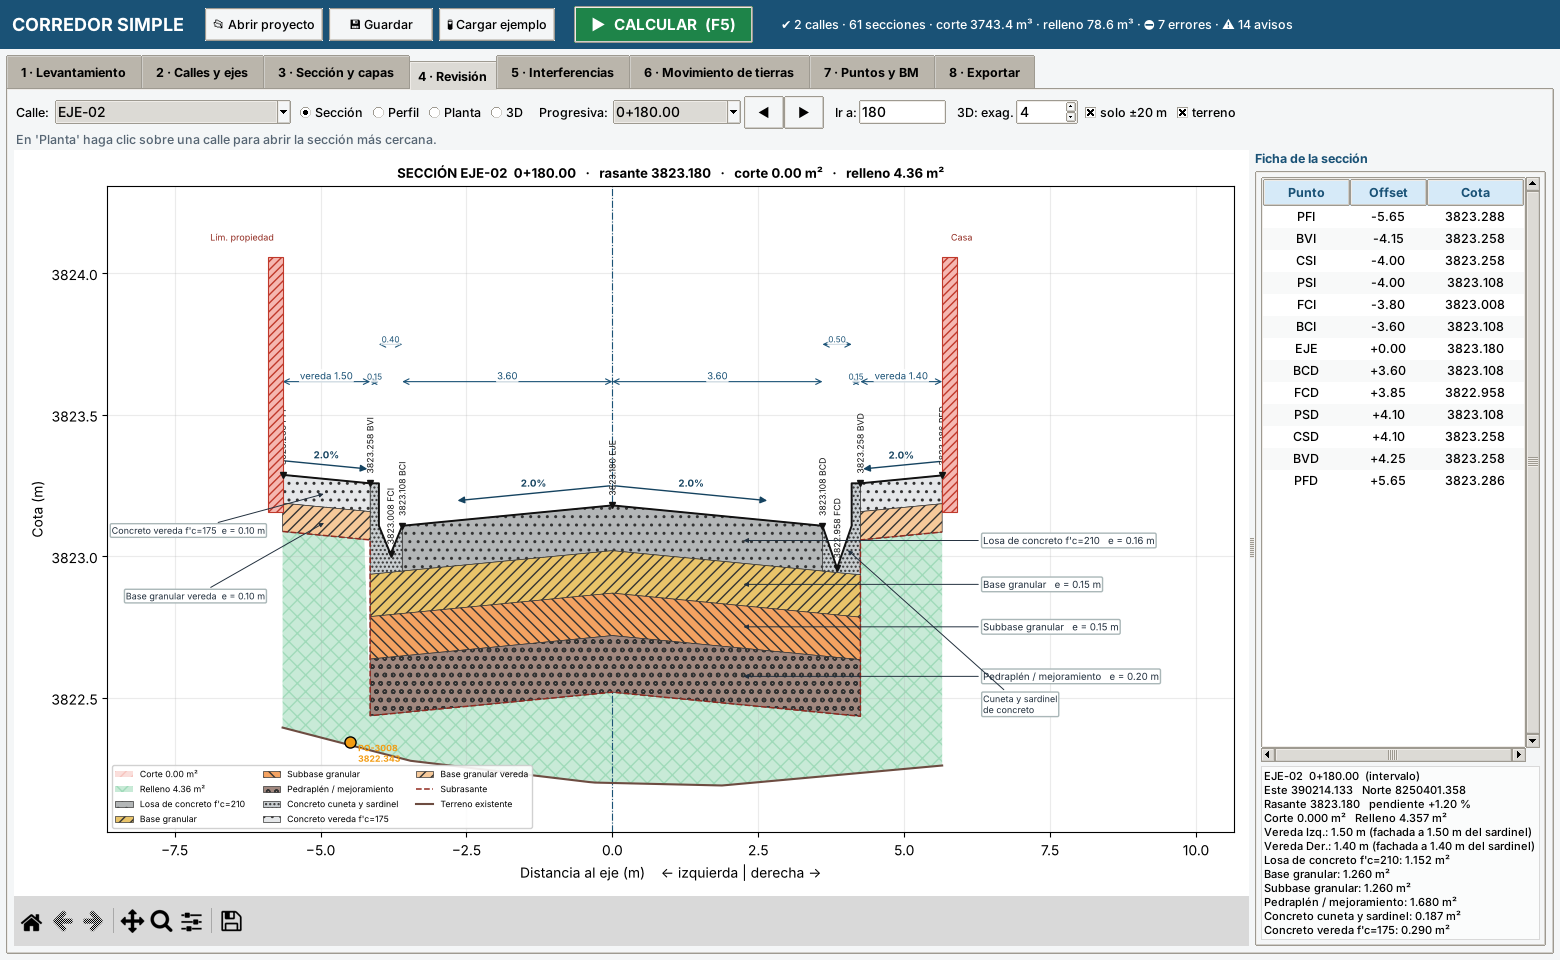 CORREDOR SIMPLE
Abrir proyecto
Guardar
Cargar ejemplo
▶ CALCULAR (F5)
✔ 2 calles · 61 secciones · corte 3743.4 m³ · relleno 78.6 m³ · ⛔ 7 errores · ⚠ 14 avisos
1 · Levantamiento
2 · Calles y ejes
3 · Sección y capas
4 · Revisión
5 · Interferencias
6 · Movimiento de tierras
7 · Puntos y BM
8 · Exportar
Calle: EJE-02
Sección
Perfil
Planta
3D
Progresiva: 0+180.00
◀ ▶
Ir a: 180
3D: exag. 4
solo ±20 m
terreno
En 'Planta' haga clic sobre una calle para abrir la sección más cercana.
SECCIÓN EJE-02 0+180.00 · rasante 3823.180 · corte 0.00 m² · relleno 4.36 m²
Lím. propiedad
Casa
3824.0
3823.5
3823.0
3822.5
Cota (m)
0.40
0.50
vereda 1.50
0.15
3.60
3.60
0.15
vereda 1.40
3823.258 BVI
3823.008 FCI
3823.108 BCI
3823.180 EJE
3823.108 BCD
3822.958 FCD
3823.258 BVD
2.0%
2.0%
2.0%
2.0%
Concreto vereda f'c=175 e = 0.10 m
Base granular vereda e = 0.10 m
Losa de concreto f'c=210 e = 0.16 m
Base granular e = 0.15 m
Subbase granular e = 0.15 m
Pedraplén / mejoramiento e = 0.20 m
Cuneta y sardinel
de concreto
3822.343
Corte 0.00 m²
Relleno 4.36 m²
Losa de concreto f'c=210
Base granular
Subbase granular
Pedraplén / mejoramiento
Concreto cuneta y sardinel
Concreto vereda f'c=175
Base granular vereda
Subrasante
Terreno existente
−7.5
−5.0
−2.5
0.0
2.5
5.0
7.5
10.0
Distancia al eje (m) ← izquierda | derecha →
Ficha de la sección
Punto Offset Cota
PFI -5.65 3823.288
BVI -4.15 3823.258
CSI -4.00 3823.258
PSI -4.00 3823.108
FCI -3.80 3823.008
BCI -3.60 3823.108
EJE +0.00 3823.180
BCD +3.60 3823.108
FCD +3.85 3822.958
PSD +4.10 3823.108
CSD +4.10 3823.258
BVD +4.25 3823.258
PFD +5.65 3823.286
EJE-02 0+180.00 (intervalo)
Este 390214.133 Norte 8250401.358
Rasante 3823.180 pendiente +1.20 %
Corte 0.000 m² Relleno 4.357 m²
Vereda Izq.: 1.50 m (fachada a 1.50 m del sardinel)
Vereda Der.: 1.40 m (fachada a 1.40 m del sardinel)
Losa de concreto f'c=210: 1.152 m²
Base granular: 1.260 m²
Subbase granular: 1.260 m²
Pedraplén / mejoramiento: 1.680 m²
Concreto cuneta y sardinel: 0.187 m²
Concreto vereda f'c=175: 0.290 m²